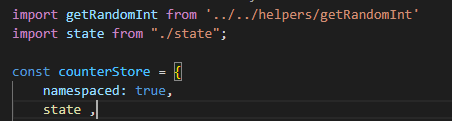 import getRandomInt from '../../helpers/getRandomInt'
import state from "./state";
const counterStore = {
namespaced: true,
state ,